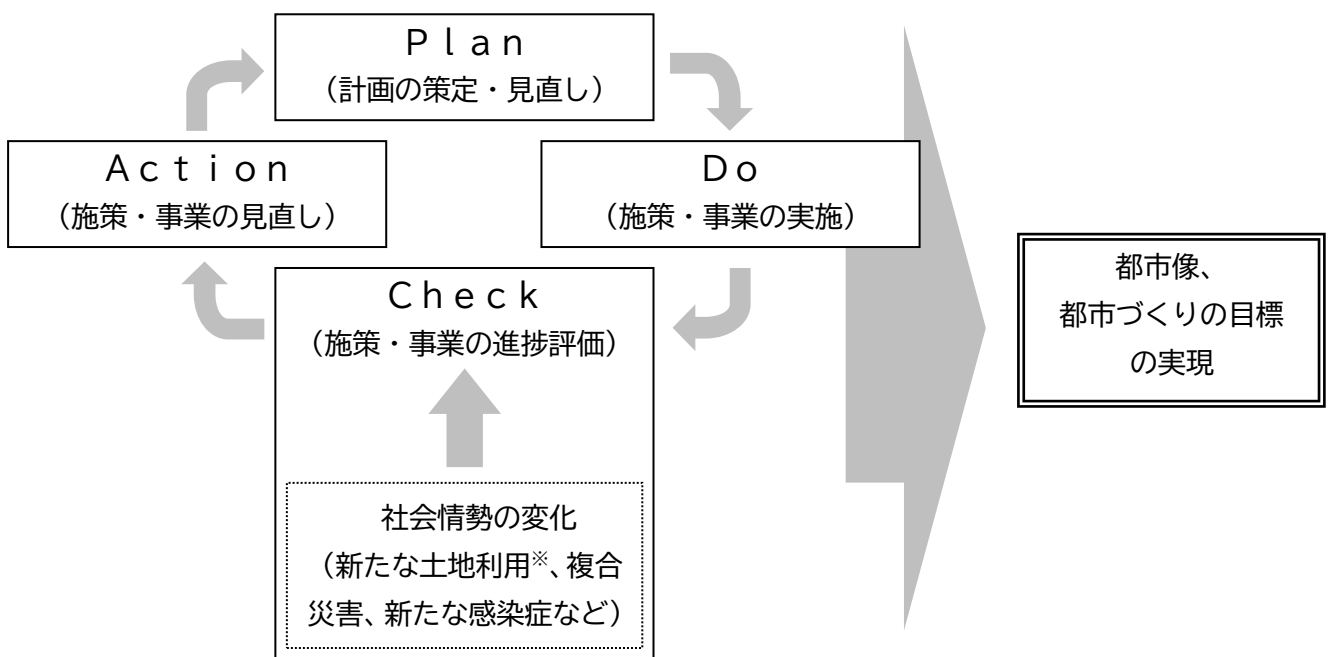 Ｐｌａｎ
（計画の策定・見直し）
Ａｃｔｉｏｎ
（施策・事業の見直し）
Ｄｏ
（施策・事業の実施）
Ｃｈｅｃｋ
（施策・事業の進捗評価）
社会情勢の変化
（新たな土地利用※、複合
災害、新たな感染症など）
都市像、
都市づくりの目標
の実現